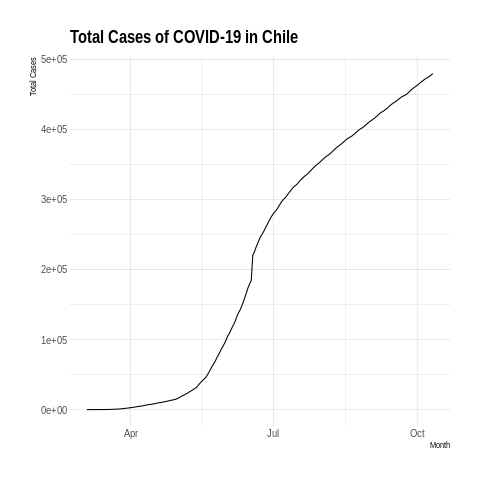 Total Cases of COVID-19 in Chile
Total Cases
5e+05
4e+05
3e+05
2e+05
1e+05
0e+00
Apr Jul Oct
Month